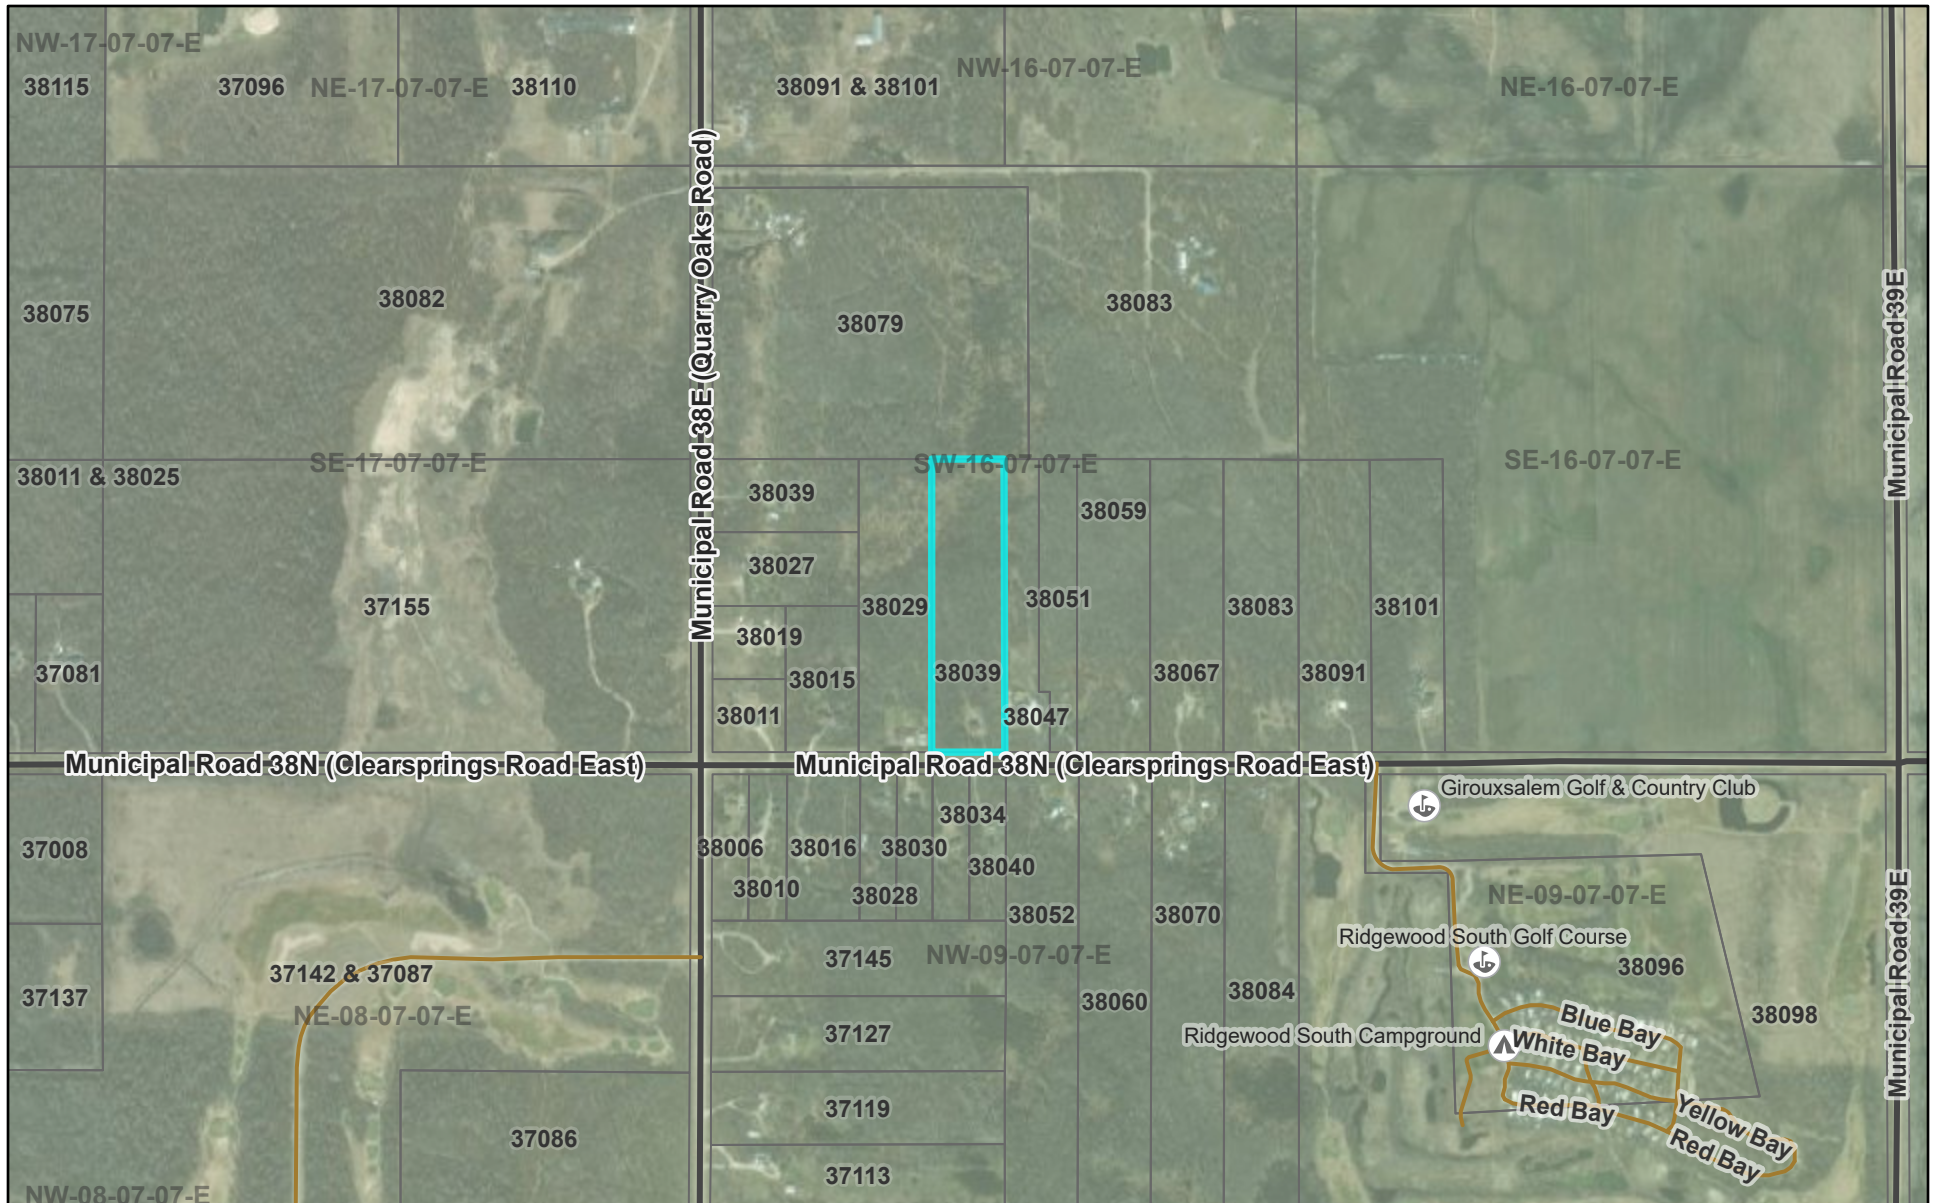 NW-17-07-07-E
38115
37096
NE-17-07-07-E
38110
38091 & 38101
NW-16-07-07-E
NE-16-07-07-E
Municipal Road 38E (Quarry Oaks Road)
38075
38082
38079
38083
Municipal Road 39E
38011 & 38025
SE-17-07-07-E
SW-16-07-07-E
SE-16-07-07-E
38039
38059
38027
37155
38029
38051
38083
38101
38019
37081
38015
38039
38067
38091
38011
38047
Municipal Road 38N (Clearsprings Road East)
Municipal Road 38N (Clearsprings Road East)
Girouxsalem Golf & Country Club
38034
37008
38006
38016
38030
38040
38010
38028
NE-09-07-07-E
Municipal Road 39E
38052
38070
Ridgewood South Golf Course
37145
NW-09-07-07-E
38096
37142 & 37087
37137
38060
38084
NE-08-07-07-E
38098
Blue Bay
37127
Ridgewood South Campground
White Bay
37119
Red Bay
Yellow Bay
37086
Red Bay
37113
NW-08-07-07-E